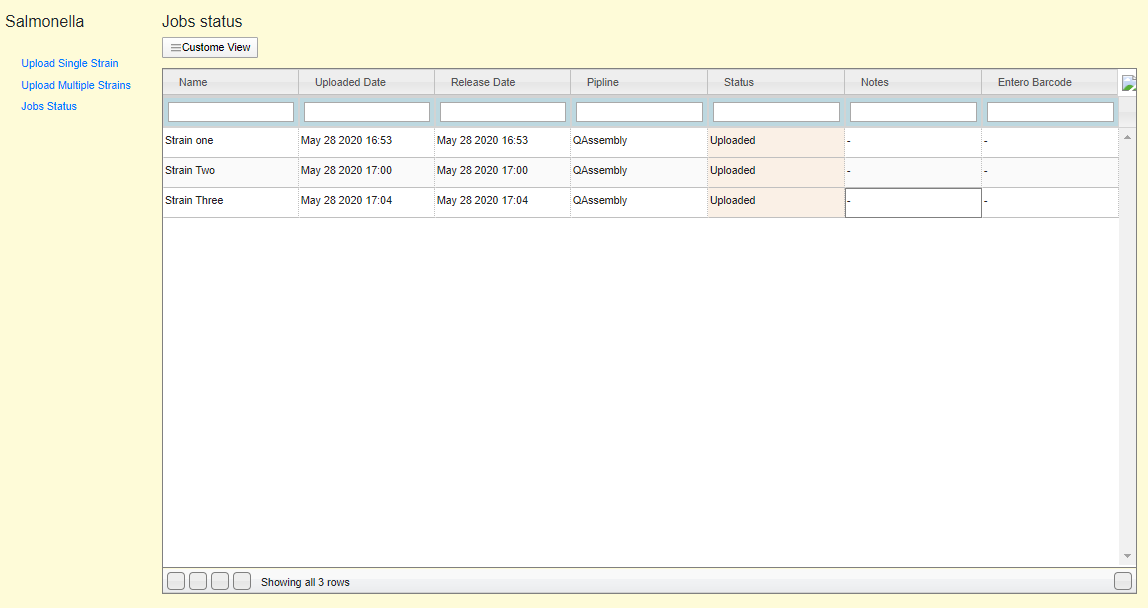 Salmonella
Jobs status
Custome View
Upload Single Strain
Upload Multiple Strains
Jobs Status
Name Uploaded Date Release Date Pipline Status Notes Entero Barcode
Strain one May 28 2020 16:53 May 28 2020 16:53 QAssembly Uploaded - -
Strain Two May 28 2020 17:00 May 28 2020 17:00 QAssembly Uploaded - -
Strain Three May 28 2020 17:04 May 28 2020 17:04 QAssembly Uploaded - -
Showing all 3 rows